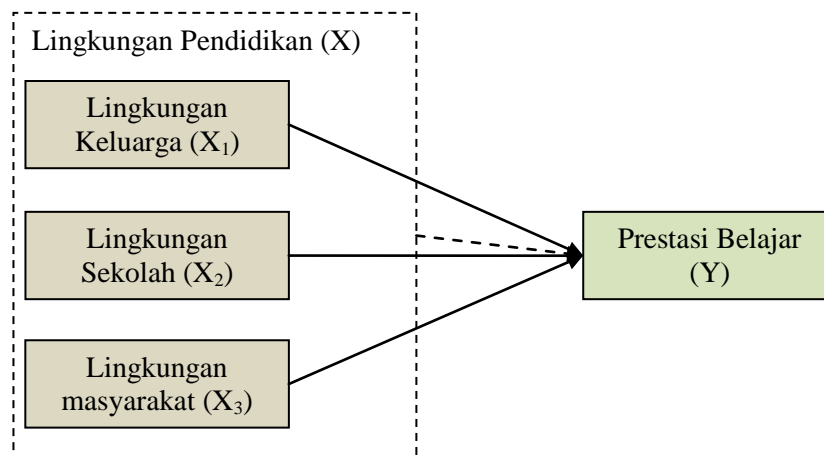 Lingkungan Pendidikan (X)
Lingkungan
Keluarga (X₁)
Lingkungan
Sekolah (X₂)
Lingkungan
masyarakat (X₃)
Prestasi Belajar
(Y)